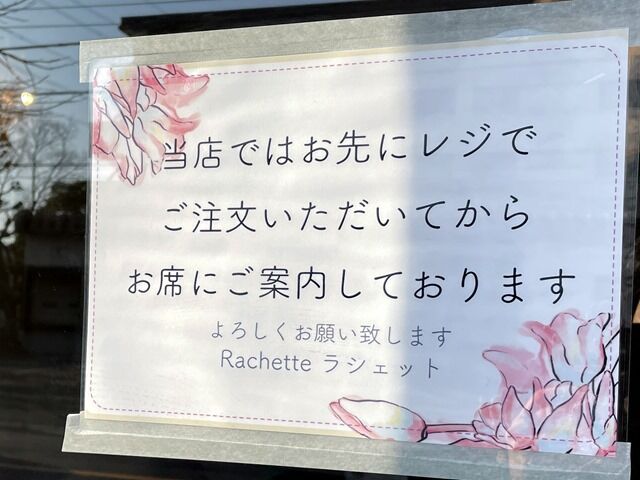 当店ではお先にレジで
ご注文いただいてから
お席にご案内しております
よろしくお願い致します
Rachette ラシェット